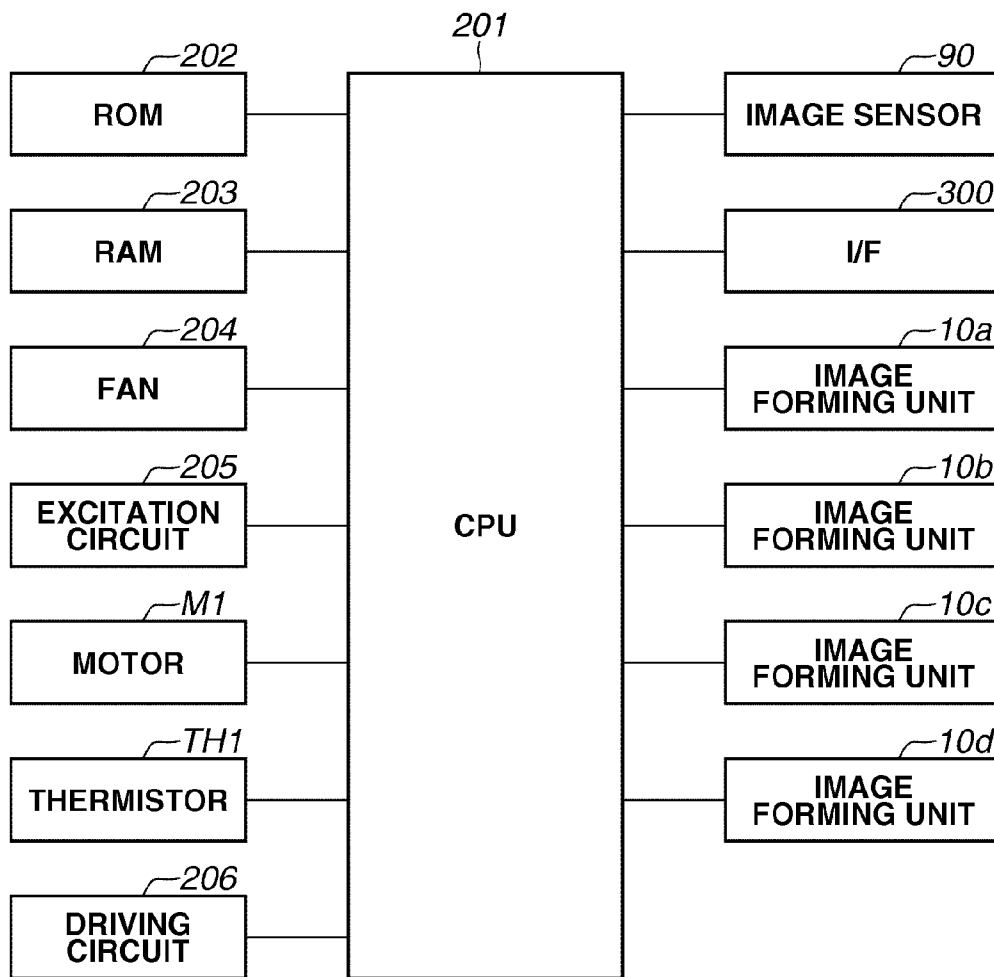 201
202
ROM
203
RAM
204
FAN
205
EXCITATION
CIRCUIT
M1
MOTOR
TH1
THERMISTOR
206
DRIVING
CIRCUIT
CPU
90
IMAGE SENSOR
300
I/F
10a
IMAGE
FORMING UNIT
10b
IMAGE
FORMING UNIT
10c
IMAGE
FORMING UNIT
10d
IMAGE
FORMING UNIT